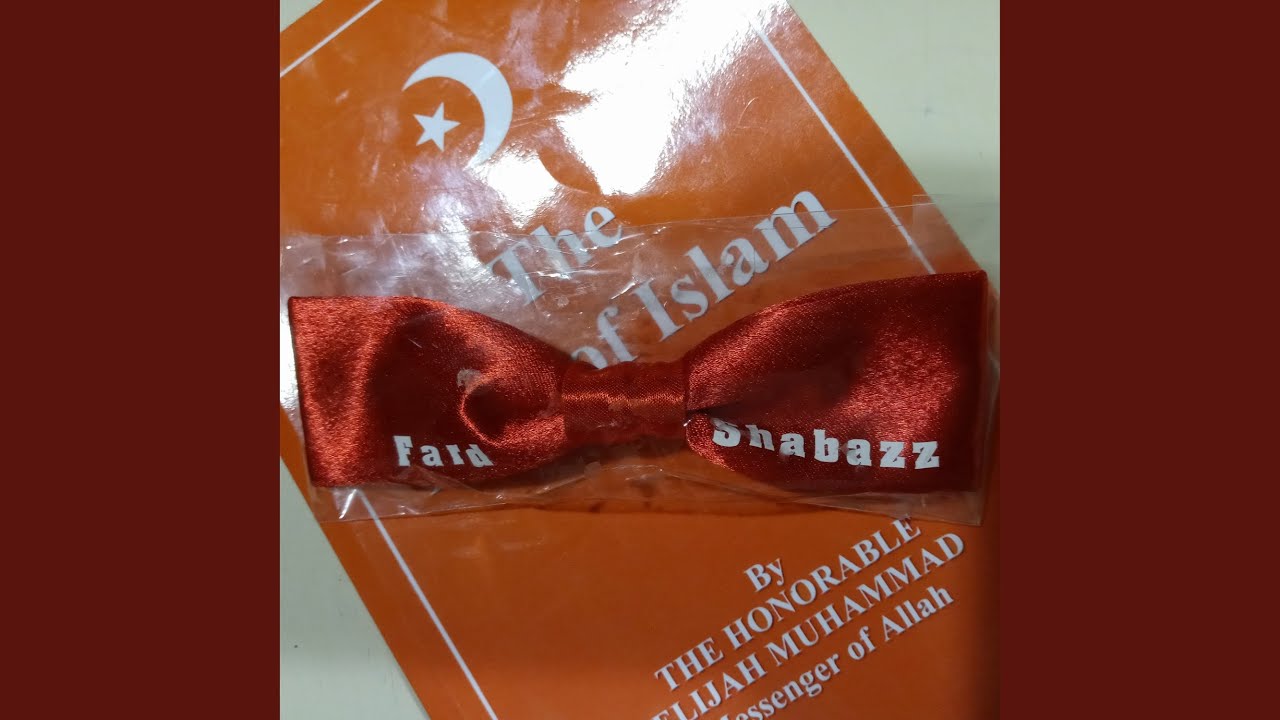 The
of Islam
Fard Shabazz
By
THE HONORABLE
ELIJAH MUHAMMAD
Messenger of Allah